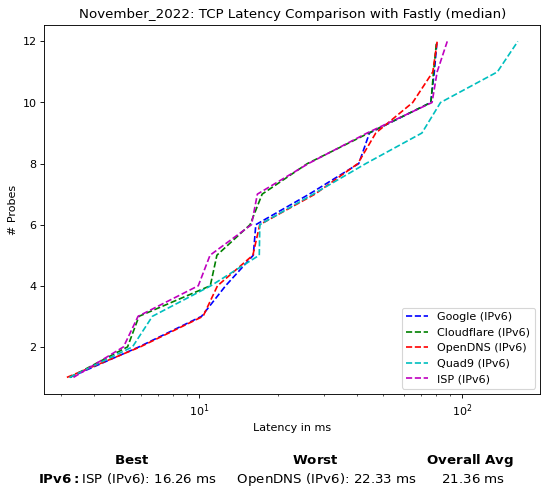 November_2022: TCP Latency Comparison with Fastly (median)
12
10
8
6
4
2
# Probes
Google (IPv6)
Cloudflare (IPv6)
OpenDNS (IPv6)
Quad9 (IPv6)
ISP (IPv6)
10¹ 10²
Latency in ms
Best Worst Overall Avg
IPv6: ISP (IPv6): 16.26 ms OpenDNS (IPv6): 22.33 ms 21.36 ms